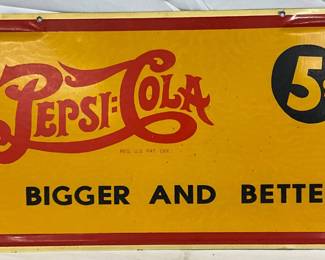 PEPSI:COLA
5
REG. U.S. PAT. OFF.
BIGGER AND BETTE